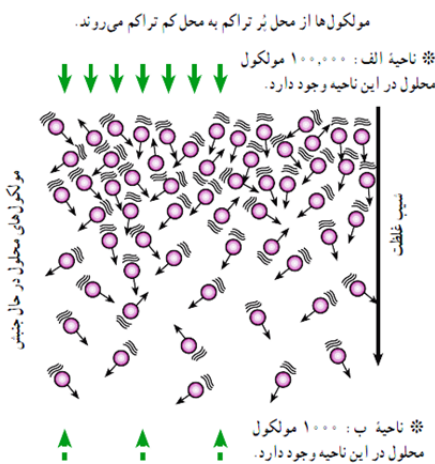 مولکول‌ها از محل پُر تراکم به محل کم تراکم می‌روند.
❊ ناحیهٔ الف: ۱۰۰,۰۰۰ مولکول
محلول در این ناحیه وجود دارد.
مولکول‌های محلول در حال جنبش
شیب غلظت
❊ ناحیهٔ ب: ۱۰۰۰ مولکول
محلول در این ناحیه وجود دارد.